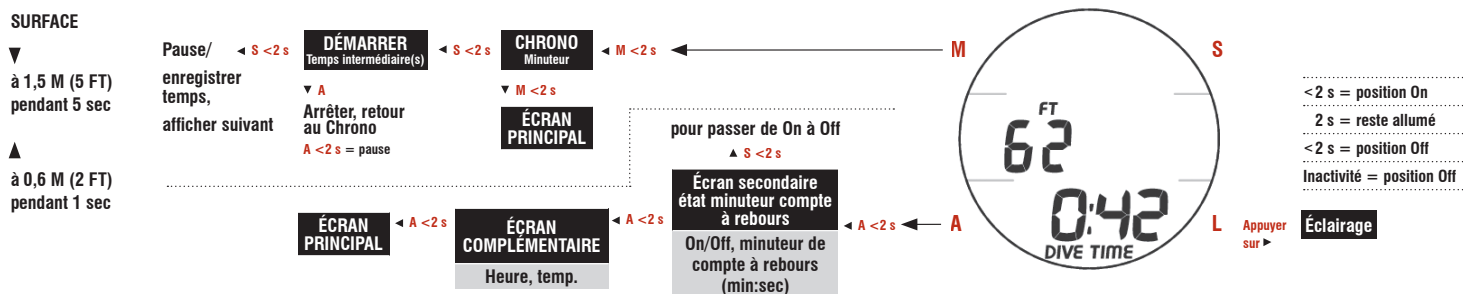 SURFACE
▼
à 1,5 M (5 FT)
pendant 5 sec
▲
à 0,6 M (2 FT)
pendant 1 sec
Pause/
enregistrer
temps,
afficher suivant
◄ S <2 s
DÉMARRER
Temps intermédiaire(s)
◄ S <2 s
CHRONO
Minuteur
◄ M <2 s
M
▼ A
Arrêter, retour
au Chrono
A <2 s = pause
▼ M <2 s
ÉCRAN
PRINCIPAL
pour passer de On à Off
▲ S <2 s
Écran secondaire
état minuteur compte
à rebours
On/Off, minuteur de
compte à rebours
(min:sec)
ÉCRAN
PRINCIPAL
◄ A <2 s
ÉCRAN
COMPLÉMENTAIRE
Heure, temp.
◄ A <2 s
◄ A <2 s
A
FT
62
0:42
DIVE TIME
S
L
Appuyer
sur ►
Éclairage
<2 s = position On
2 s = reste allumé
<2 s = position Off
Inactivité = position Off